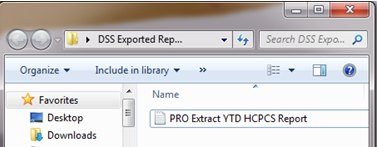 DSS Exported Rep...
Search DSS Expo...
Organize
Include in library
»
Favorites
Desktop
Downloads
Name
PRO Extract YTD HCPCS Report